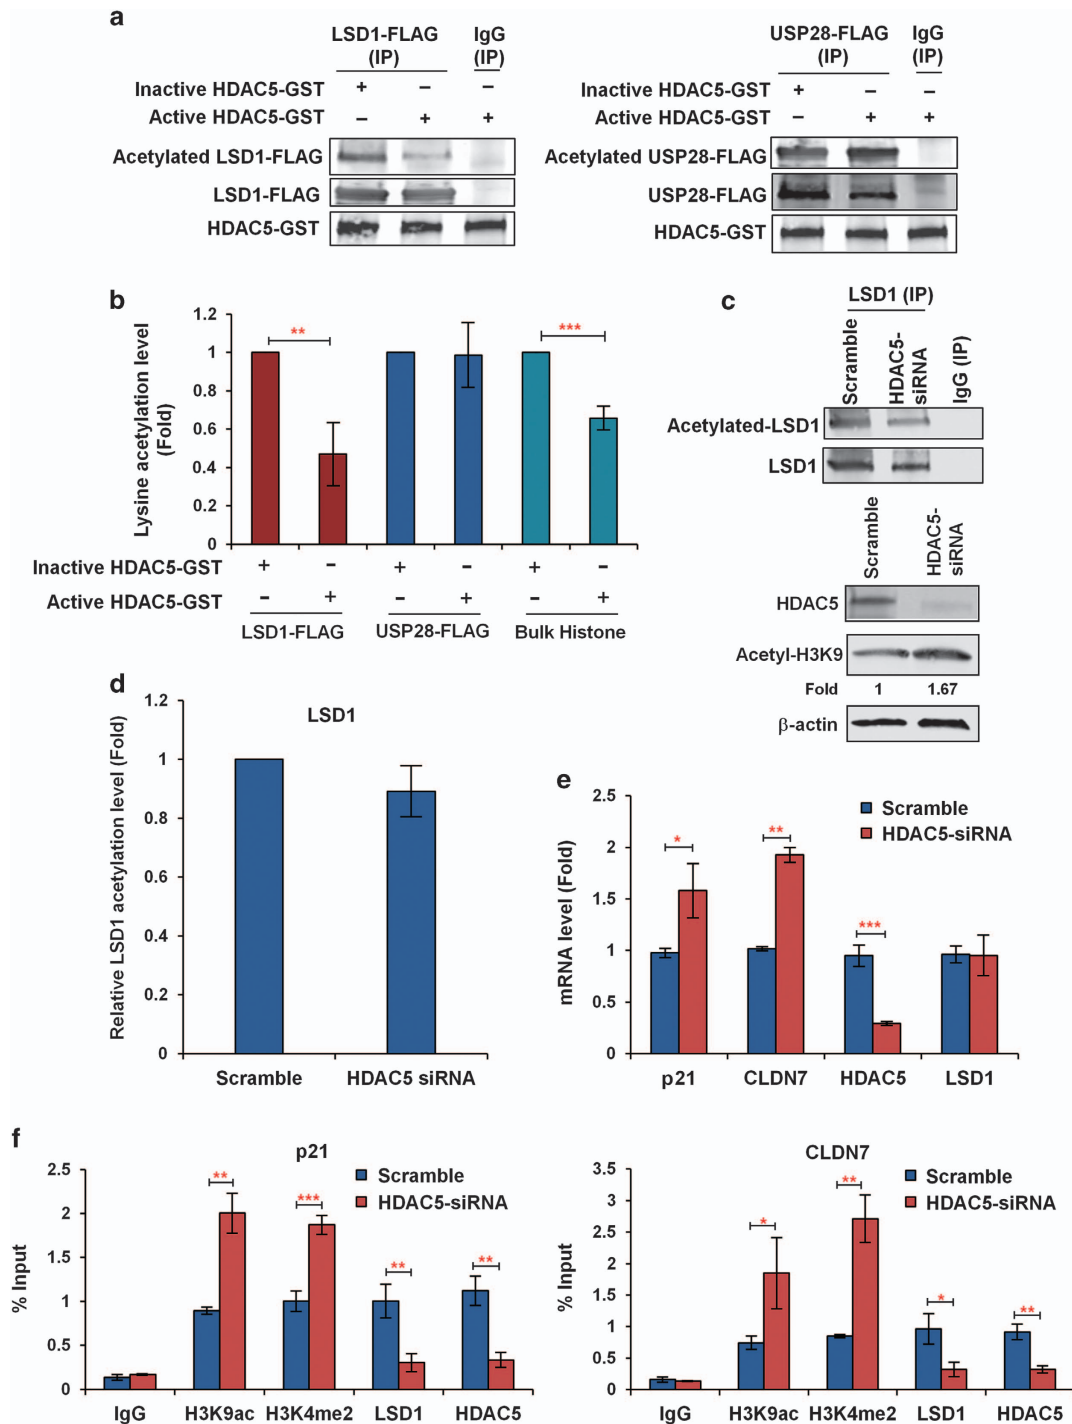 a
LSD1-FLAG (IP)
IgG (IP)
Inactive HDAC5-GST + – –
Active HDAC5-GST – + +
Acetylated LSD1-FLAG
LSD1-FLAG
HDAC5-GST
USP28-FLAG (IP)
IgG (IP)
Inactive HDAC5-GST + – –
Active HDAC5-GST – + +
Acetylated USP28-FLAG
USP28-FLAG
HDAC5-GST
b
Lysine acetylation level (Fold)
1.2
1
0.8
0.6
0.4
0.2
0
** ***
Inactive HDAC5-GST + – + – + –
Active HDAC5-GST – + – + – +
LSD1-FLAG USP28-FLAG Bulk Histone
c
LSD1 (IP)
Scramble
HDAC5-siRNA
IgG (IP)
Acetylated-LSD1
LSD1
Scramble
HDAC5-siRNA
HDAC5
Acetyl-H3K9
Fold 1 1.67
β-actin
d
LSD1
Relative LSD1 acetylation level (Fold)
1.2
1
0.8
0.6
0.4
0.2
0
Scramble HDAC5 siRNA
e
Scramble
HDAC5-siRNA
mRNA level (Fold)
2.5
2
1.5
1
0.5
0
* ** ***
p21 CLDN7 HDAC5 LSD1
f
p21
Scramble
HDAC5-siRNA
% Input
2.5
2
1.5
1
0.5
0
** *** ** **
IgG H3K9ac H3K4me2 LSD1 HDAC5
CLDN7
Scramble
HDAC5-siRNA
% Input
3.5
3
2.5
2
1.5
1
0.5
0
* ** * **
IgG H3K9ac H3K4me2 LSD1 HDAC5